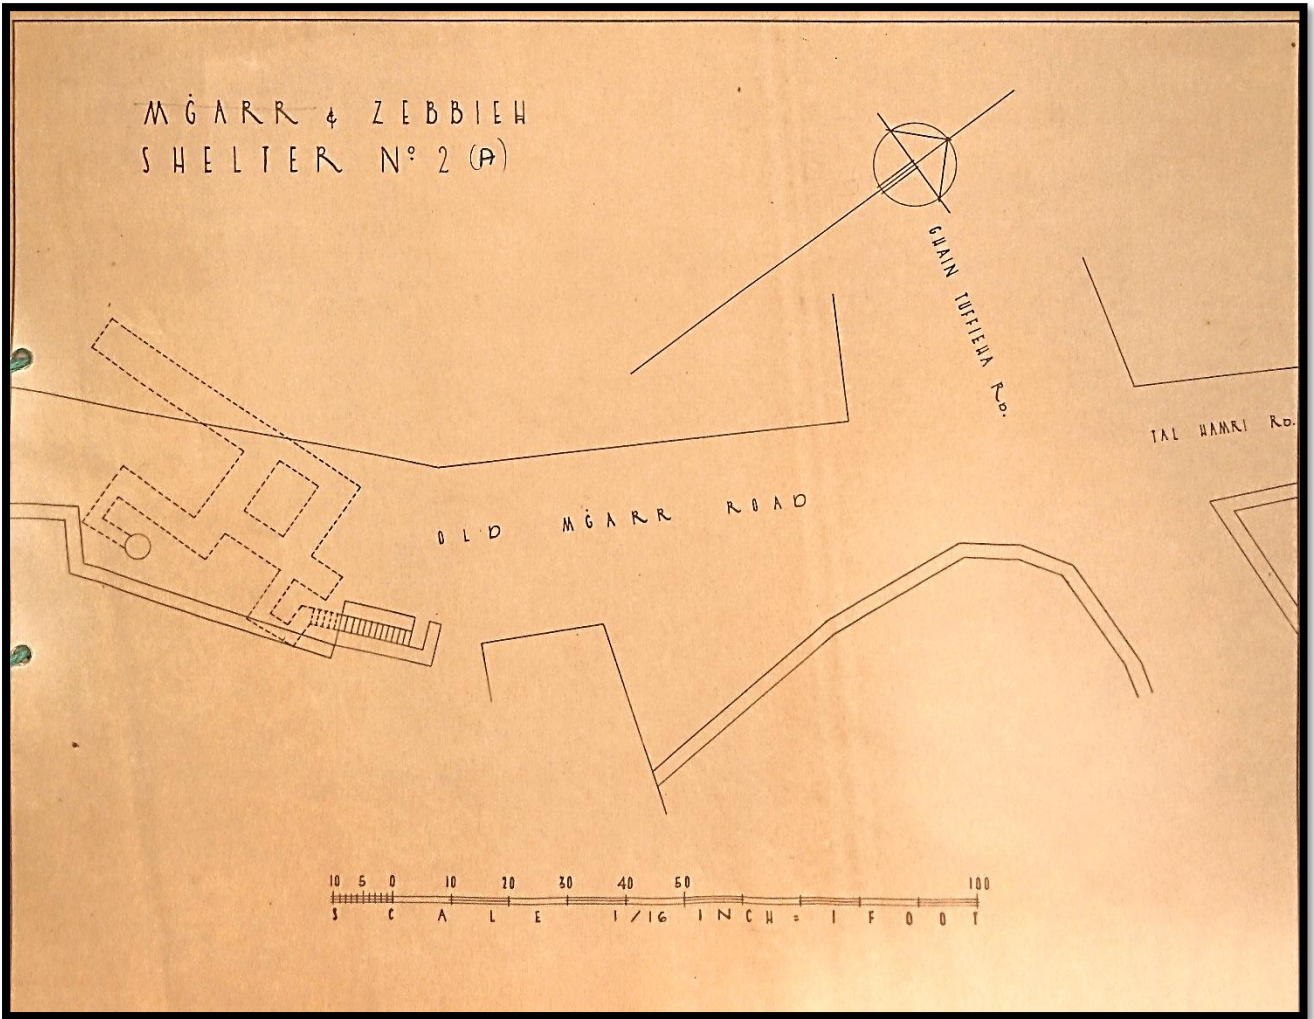 MĠARR & ZEBBIEH
SHELTER Nº 2 (A)
GHAIN TUFFIEHA RD.
TAL HAMRI RD.
OLD MĠARR ROAD
10 5 0 10 20 30 40 50 100
SCALE 1/16 INCH = 1 FOOT